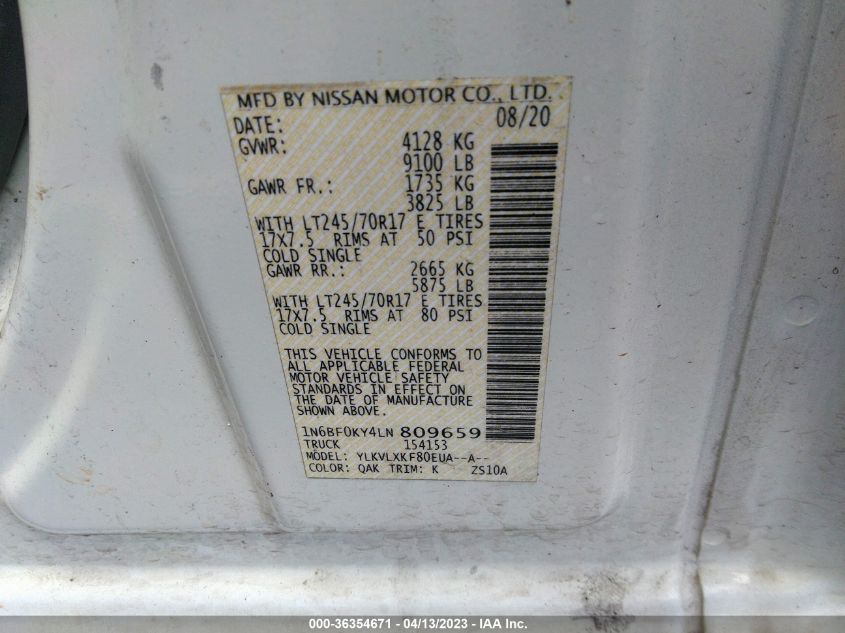 MFD BY NISSAN MOTOR CO., LTD.
DATE: 08/20
GVWR: 4128 KG
9100 LB
GAWR FR.: 1735 KG
3825 LB
WITH LT245/70R17 E TIRES
17X7.5 RIMS AT 50 PSI
COLD SINGLE
GAWR RR.: 2665 KG
5875 LB
WITH LT245/70R17 E TIRES
17X7.5 RIMS AT 80 PSI
COLD SINGLE
THIS VEHICLE CONFORMS TO
ALL APPLICABLE FEDERAL
MOTOR VEHICLE SAFETY
STANDARDS IN EFFECT ON
THE DATE OF MANUFACTURE
SHOWN ABOVE.
1N6BF0KY4LN 809659
TRUCK 154153
MODEL: YLKVLXKF80EUA--A--
COLOR: QAK TRIM: K ZS10A
000-36354671 - 04/13/2023 - IAA Inc.